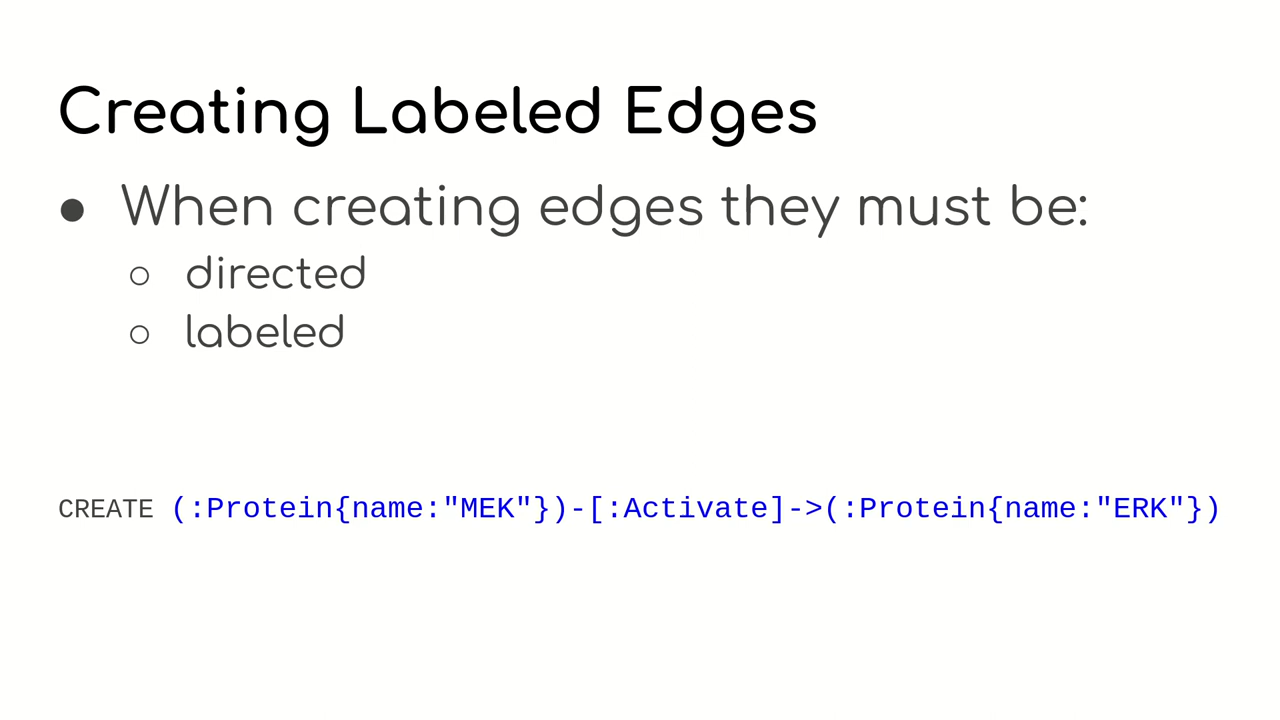 Creating Labeled Edges
● When creating edges they must be:
○ directed
○ labeled
CREATE (:Protein{name:"MEK"})-[:Activate]->(:Protein{name:"ERK"})